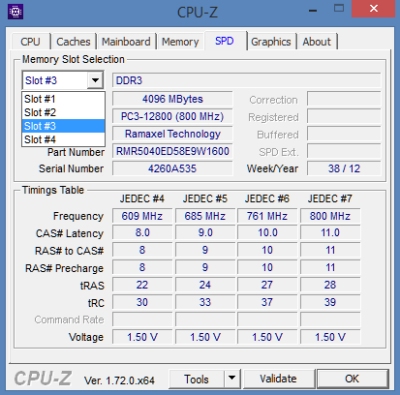 CPU-Z
CPU Caches Mainboard Memory SPD Graphics About
Memory Slot Selection
Slot #3 DDR3
Slot #1
Slot #2
Slot #3
Slot #4
4096 MBytes Correction
PC3-12800 (800 MHz) Registered
Ramaxel Technology Buffered
Part Number RMR5040ED58E9W1600 SPD Ext.
Serial Number 4260A535 Week/Year 38 / 12
Timings Table
JEDEC #4 JEDEC #5 JEDEC #6 JEDEC #7
Frequency 609 MHz 685 MHz 761 MHz 800 MHz
CAS# Latency 8.0 9.0 10.0 11.0
RAS# to CAS# 8 9 10 11
RAS# Precharge 8 9 10 11
tRAS 22 24 27 28
tRC 30 33 37 39
Command Rate
Voltage 1.50 V 1.50 V 1.50 V 1.50 V
CPU-Z Ver. 1.72.0.x64 Tools Validate OK